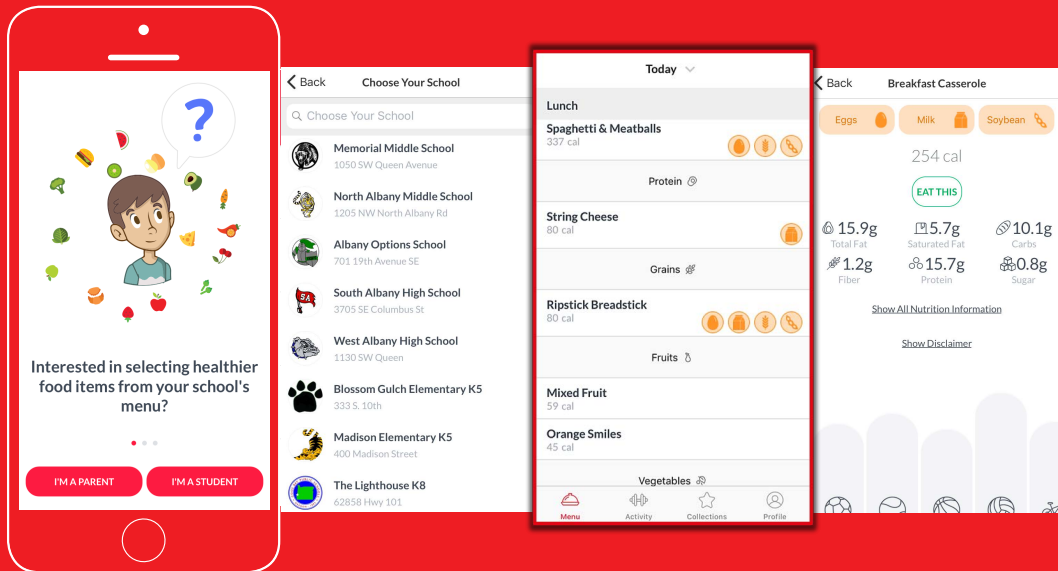 ?
Interested in selecting healthier
food items from your school's
menu?
I'M A PARENT
I'M A STUDENT
Back
Choose Your School
Choose Your School
Memorial Middle School
1050 SW Queen Avenue
North Albany Middle School
1205 NW North Albany Rd
Albany Options School
701 19th Avenue SE
SA
South Albany High School
3705 SE Columbus St
West Albany High School
1130 SW Queen
Blossom Gulch Elementary K5
333 S. 10th
Madison Elementary K5
400 Madison Street
The Lighthouse K8
62858 Hwy 101
Today
Lunch
Spaghetti & Meatballs
337 cal
Protein
String Cheese
80 cal
Grains
Ripstick Breadstick
80 cal
Fruits
Mixed Fruit
59 cal
Orange Smiles
45 cal
Vegetables
Menu
Activity
Collections
Profile
Back
Breakfast Casserole
Eggs
Milk
Soybean
254 cal
EAT THIS
15.9g
5.7g
10.1g
Total Fat
Saturated Fat
Carbs
1.2g
15.7g
0.8g
Fiber
Protein
Sugar
Show All Nutrition Information
Show Disclaimer